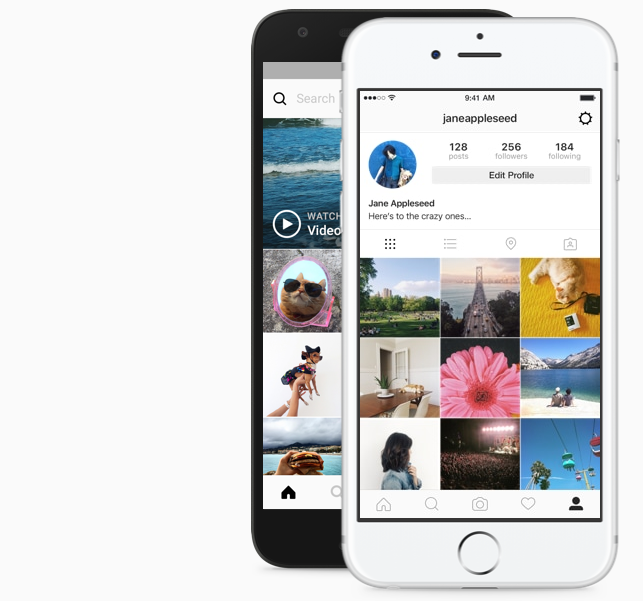 Search
WATCH
Video
9:41 AM
janeappleseed
128
posts
256
followers
184
following
Edit Profile
Jane Appleseed
Here's to the crazy ones...